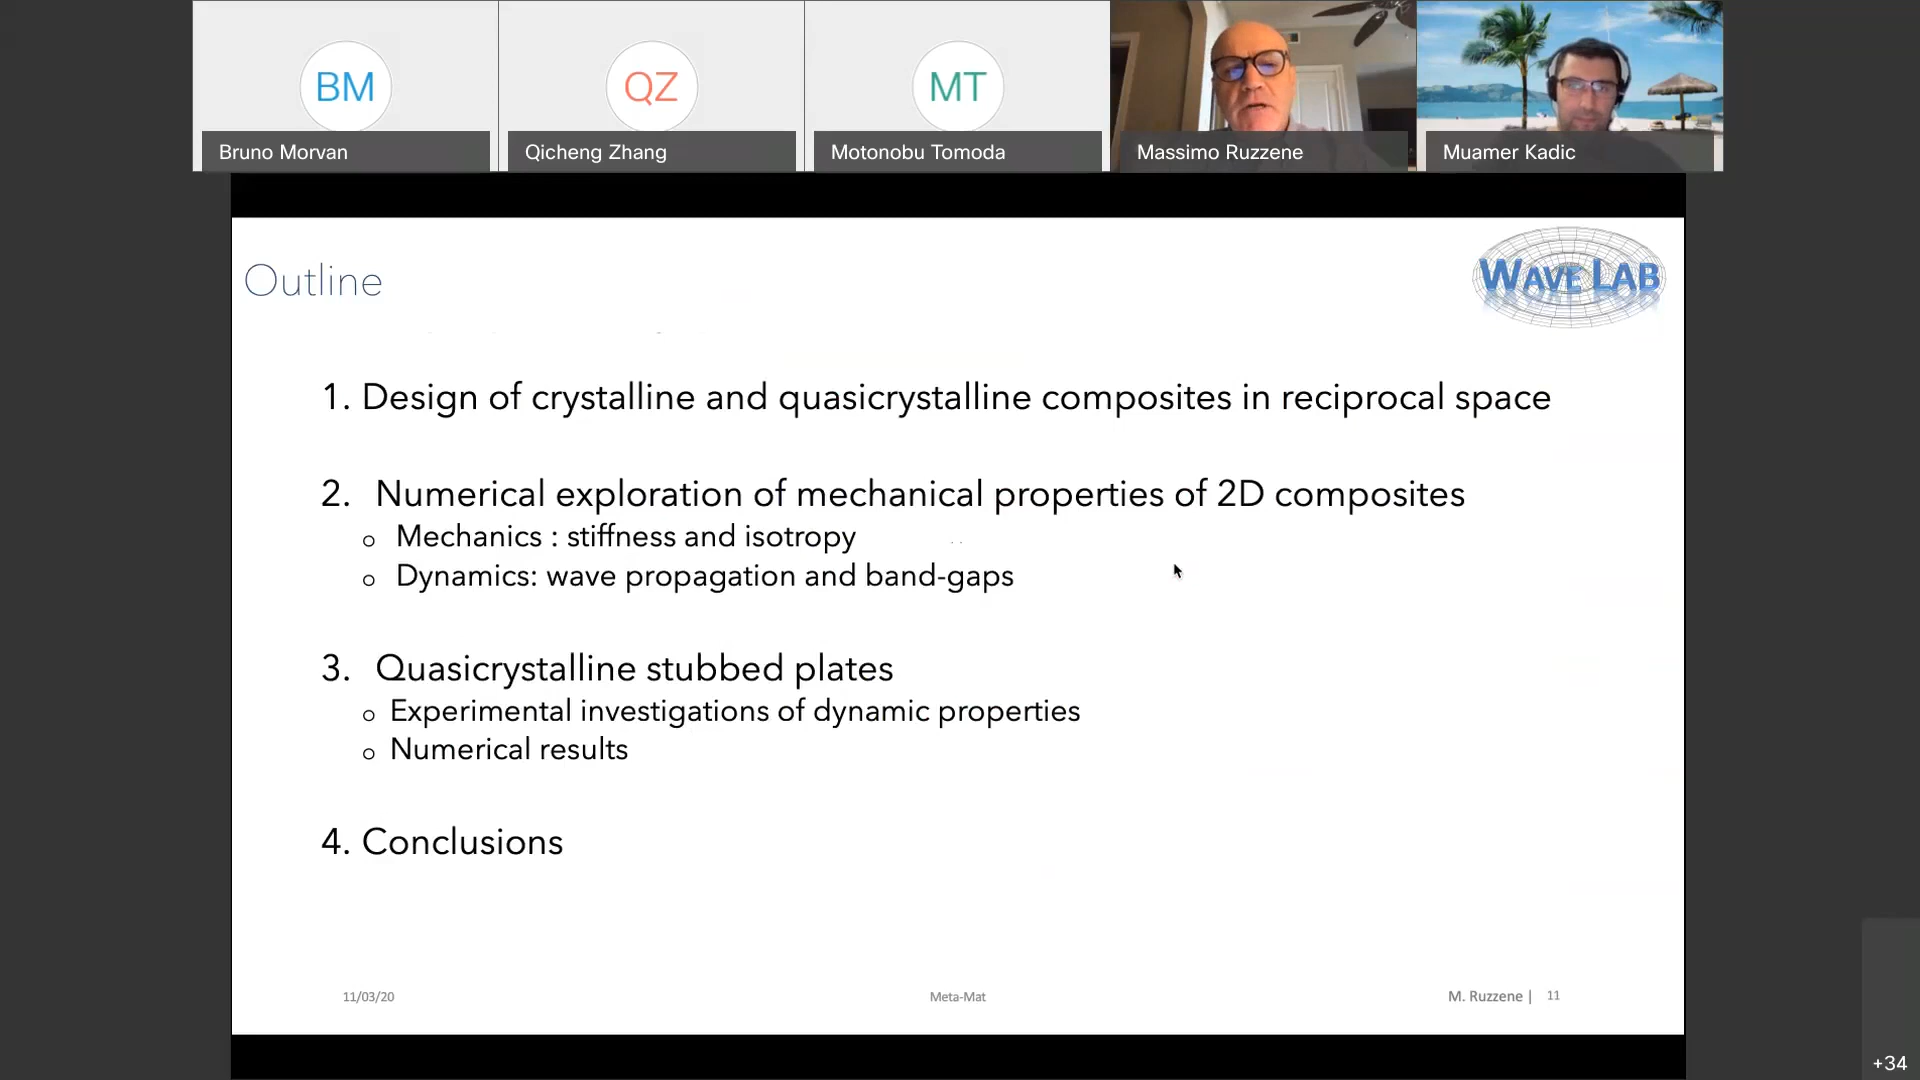 BM
QZ
MT
Bruno Morvan
Qicheng Zhang
Motonobu Tomoda
Massimo Ruzzene
Muamer Kadic
Outline
WAVE LAB
1. Design of crystalline and quasicrystalline composites in reciprocal space
2. Numerical exploration of mechanical properties of 2D composites
o Mechanics : stiffness and isotropy
o Dynamics: wave propagation and band-gaps
3. Quasicrystalline stubbed plates
o Experimental investigations of dynamic properties
o Numerical results
4. Conclusions
11/03/20
Meta-Mat
M. Ruzzene | 11
+34